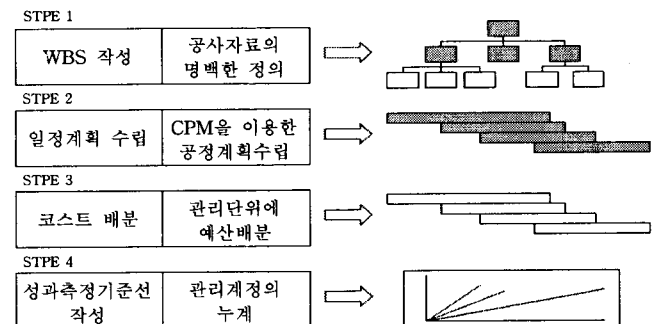 STPE 1
WBS 작성
공사자료의
명백한 정의
STPE 2
일정계획 수립
CPM을 이용한
공정계획수립
STPE 3
코스트 배분
관리단위에
예산배분
STPE 4
성과측정기준선
작성
관리계정의
누계